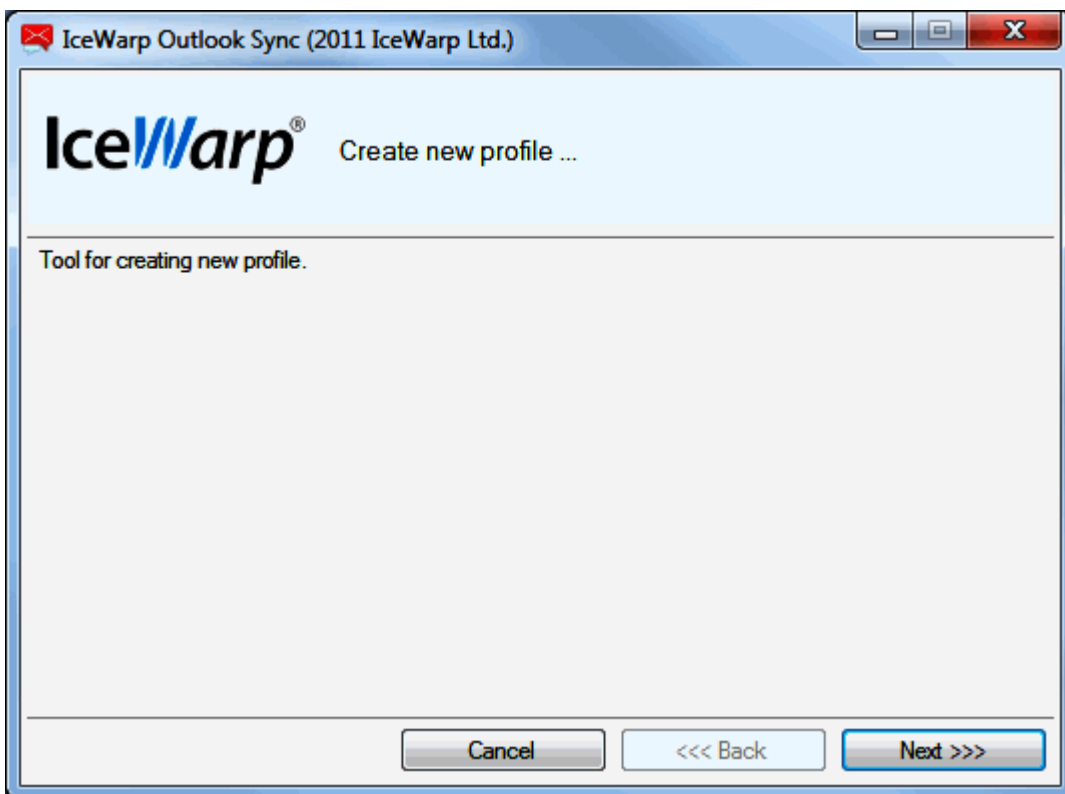 IceWarp Outlook Sync (2011 IceWarp Ltd.)
IceWarp® Create new profile ...
Tool for creating new profile.
Cancel <<< Back Next >>>